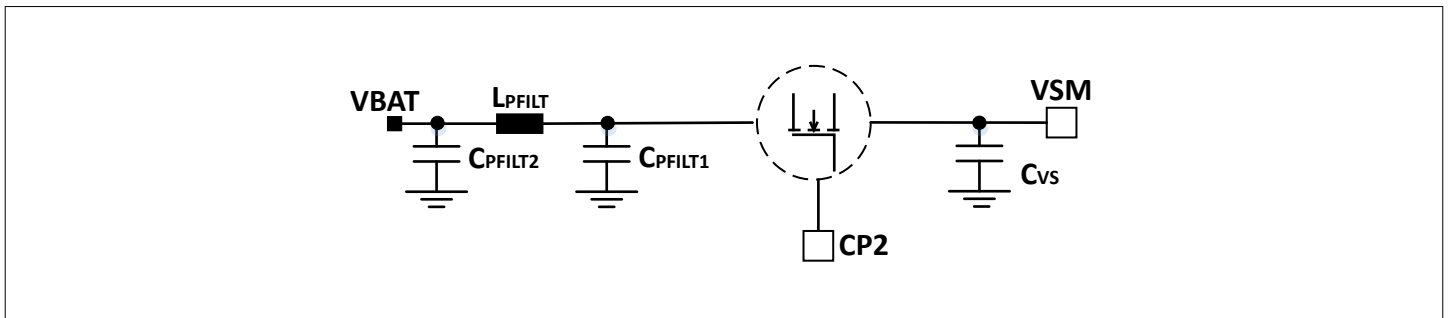 VBAT
LPFILT
VSM
CPFILT2
CPFILT1
CVS
CP2